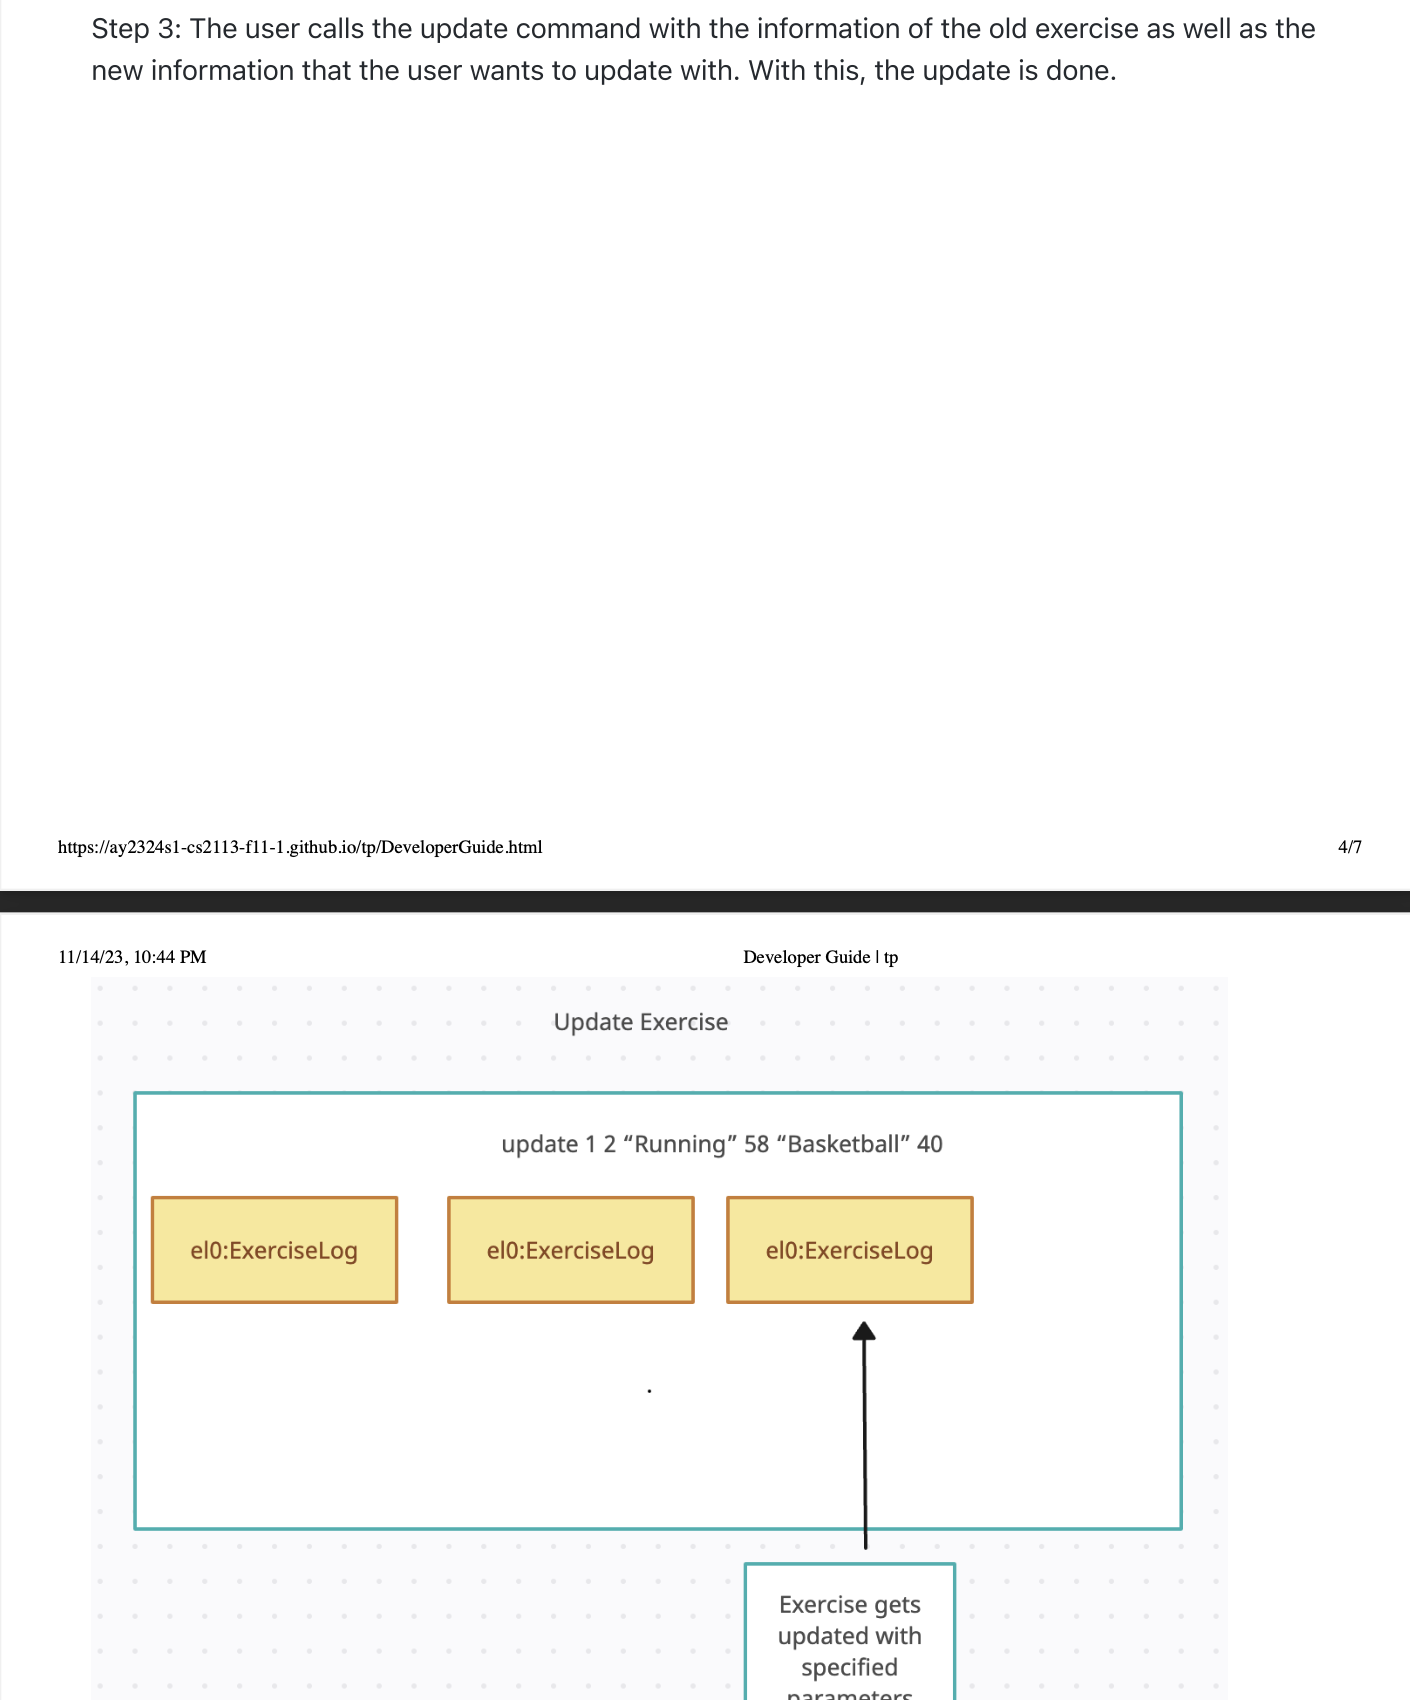 Step 3: The user calls the update command with the information of the old exercise as well as the
new information that the user wants to update with. With this, the update is done.
https://ay2324s1-cs2113-f11-1.github.io/tp/DeveloperGuide.html 4/7
11/14/23, 10:44 PM Developer Guide | tp
Update Exercise
update 1 2 “Running” 58 “Basketball” 40
el0:ExerciseLog el0:ExerciseLog el0:ExerciseLog
Exercise gets
updated with
specified
parameters